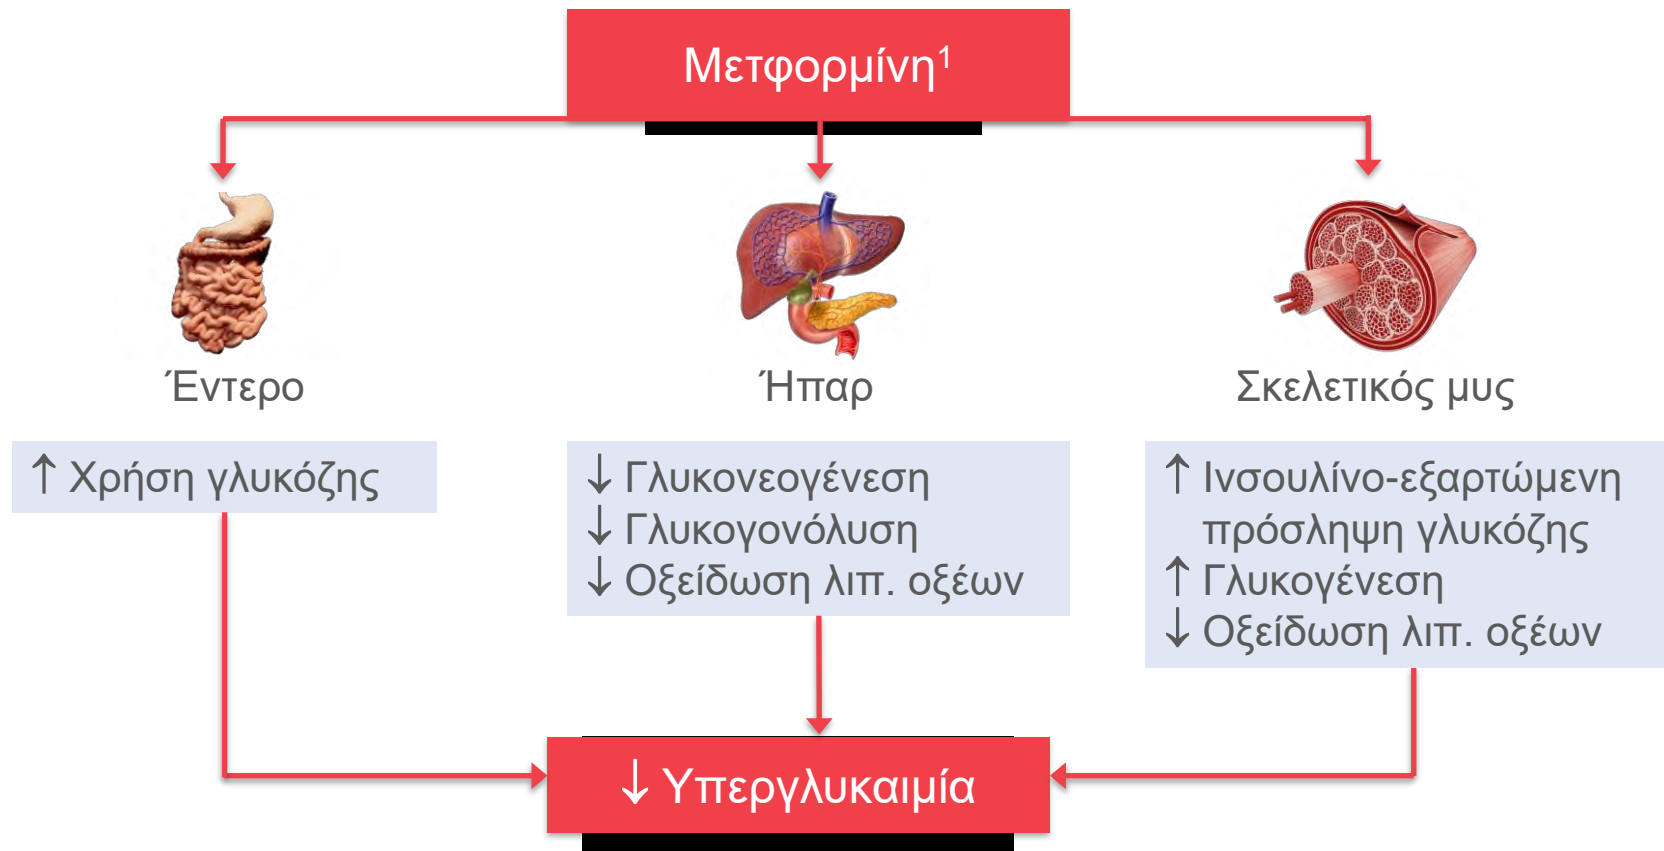 Μετφορμίνη¹
Έντερο
Ήπαρ
Σκελετικός μυς
↑ Χρήση γλυκόζης
↓ Γλυκονεογένεση
↓ Γλυκογονόλυση
↓ Οξείδωση λιπ. οξέων
↑ Ινσουλίνο-εξαρτώμενη
πρόσληψη γλυκόζης
↑ Γλυκογένεση
↓ Οξείδωση λιπ. οξέων
↓ Υπεργλυκαιμία